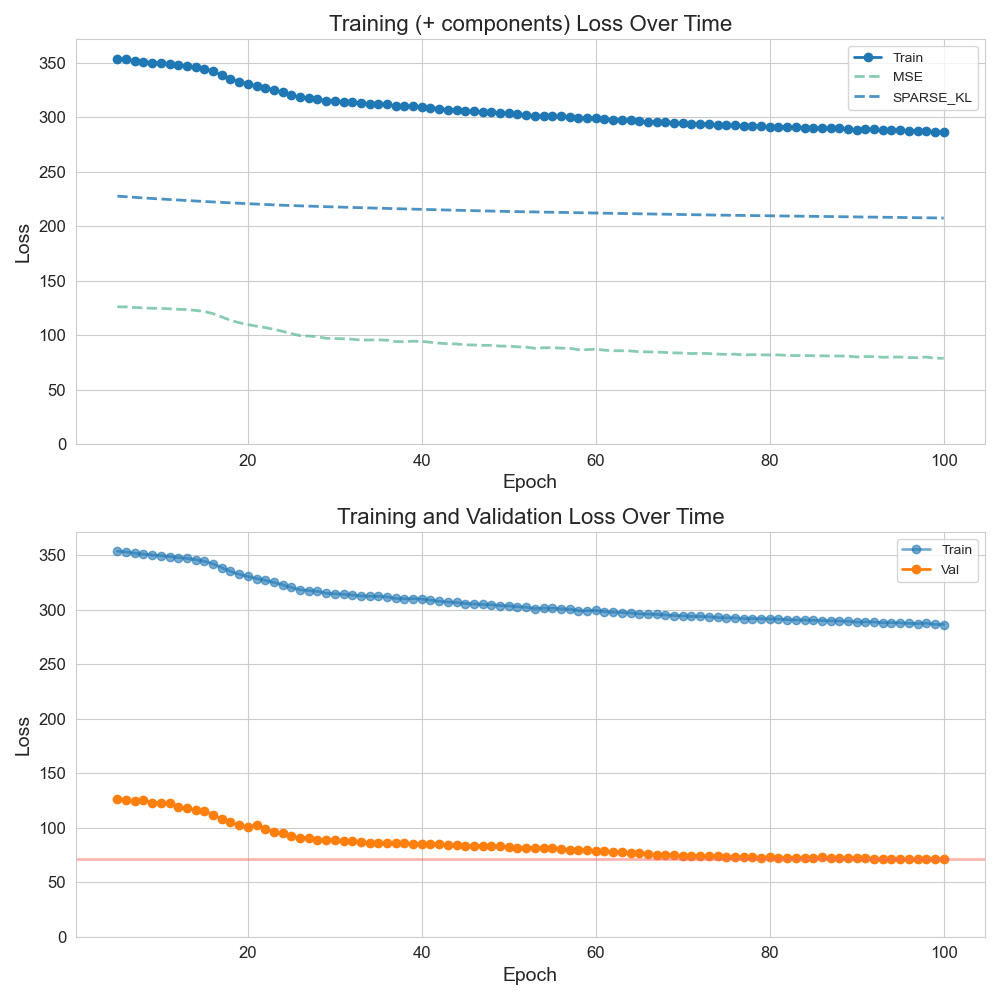 Training (+ components) Loss Over Time
350
300
250
200
150
100
50
0
Loss
Train
MSE
SPARSE_KL
20 40 60 80 100
Epoch
Training and Validation Loss Over Time
350
300
250
200
150
100
50
0
Loss
Train
Val
20 40 60 80 100
Epoch